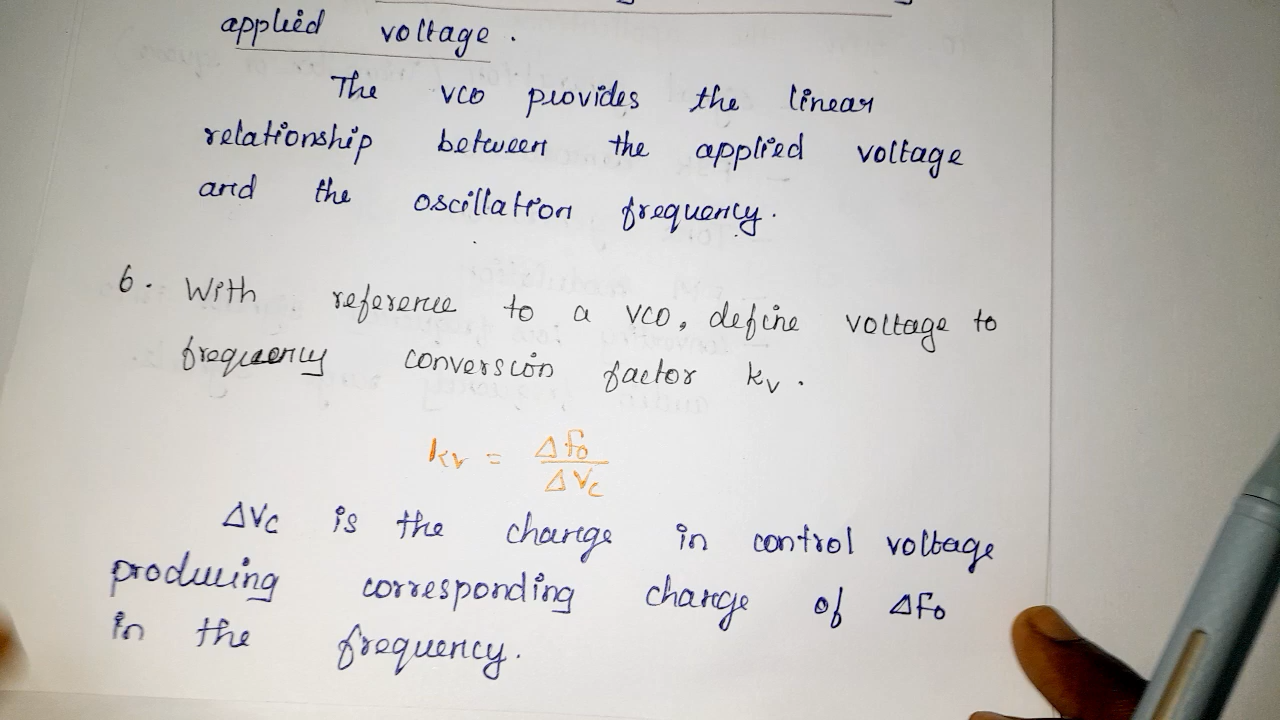 applied voltage.
The VCO provides the linear
relationship between the applied voltage
and the oscillation frequency.
6. With reference to a VCO, define voltage to
frequency conversion factor kv.
kv = Δfo / ΔVc
ΔVc is the change in control voltage
producing corresponding change of Δfo
in the frequency.